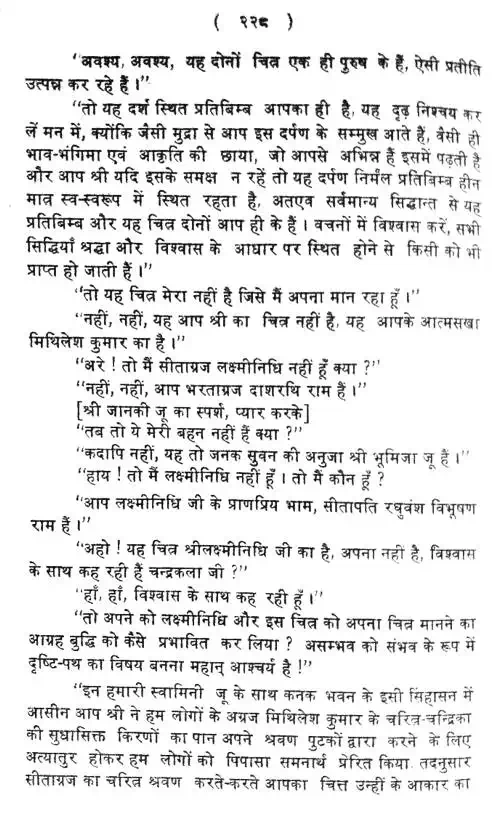 ( २२८ )
"अवश्य, अवश्य, यह दोनों चित्र एक ही पुरुष के हैं, ऐसी प्रतीति
उत्पन्न कर रहे हैं ।"
"तो यह दर्श स्थित प्रतिबिम्ब आपका ही है, यह दृढ़ निश्चय कर
लें मन में, क्योंकि जैसी मुद्रा से आप इस दर्पण के सम्मुख आते हैं, वैसी ही
भाव-भंगिमा एवं आकृति की छाया, जो आपसे अभिन्न हैं इसमें पढ़ती है
और आप श्री यदि इसके समक्ष न रहें तो यह दर्पण निर्मल प्रतिबिम्ब हीन
मात्र स्व-स्वरूप में स्थित रहता है, अतएव सर्वमान्य सिद्धान्त से यह
प्रतिबिम्ब और यह चित्र दोनों आप ही के हैं । वचनों में विश्वास करें, सभी
सिद्धियाँ श्रद्धा और विश्वास के आधार पर स्थित होने से किसी को भी
प्राप्त हो जाती हैं ।"
"तो यह चित्र मेरा नहीं है जिसे मैं अपना मान रहा हूँ ।"
"नहीं, नहीं, यह आप श्री का चित्र नहीं है, यह आपके आत्मसखा
मिथिलेश कुमार का है ।"
"अरे ! तो मैं सीताग्रज लक्ष्मीनिधि नहीं हूँ क्या ?"
"नहीं, नहीं, आप भरताग्रज दाशरथि राम हैं ।"
[श्री जानकी जू का स्पर्श, प्यार करके]
"तब तो ये मेरी बहन नहीं हैं क्या ?"
"कदापि नहीं, यह तो जनक सुवन की अनुजा श्री भूमिजा जू हैं ।"
"हाय ! तो मैं लक्ष्मीनिधि नहीं हूँ । तो मैं कौन हूँ ?
"आप लक्ष्मीनिधि जी के प्राणप्रिय भाम, सीतापति रघुवंश विभूषण
राम हैं ।"
"अहो ! यह चित्र श्रीलक्ष्मीनिधि जी का है, अपना नहीं है, विश्वास
के साथ कह रही हैं चन्द्रकला जी ?"
"हाँ, हाँ, विश्वास के साथ कह रही हूँ ।"
"तो अपने को लक्ष्मीनिधि और इस चित्र को अपना चित्र मानने का
आग्रह बुद्धि को कैसे प्रभावित कर लिया ? असम्भव को संभव के रूप में
दृष्टि-पथ का विषय बनना महान् आश्चर्य है !"
"इन हमारी स्वामिनी जू के साथ कनक भवन के इसी सिंहासन में
आसीन आप श्री ने हम लोगों के अग्रज मिथिलेश कुमार के चरित्र-चन्द्रिका
की सुधासिक्त किरणों का पान अपने श्रवण पुटकों द्वारा करने के लिए
अत्यातुर होकर हम लोगों को पिपासा समनार्थ प्रेरित किया. तदनुसार
सीताग्रज का चरित्र श्रवण करते-करते आपका चित्त उन्हीं के आकार का